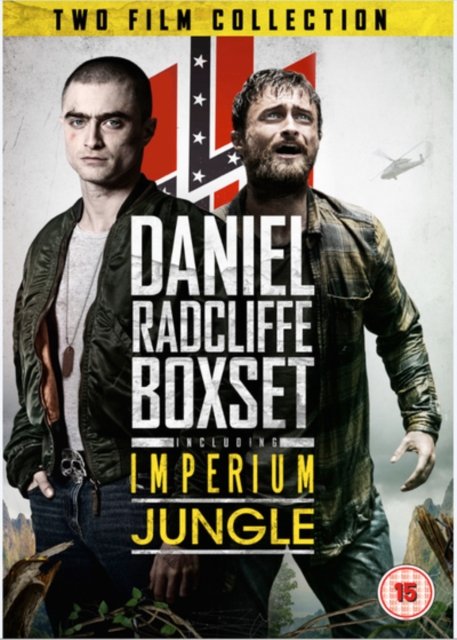 TWO FILM COLLECTION
DANIEL
RADCLIFFE
BOXSET
INCLUDING
IMPERIUM
JUNGLE
15